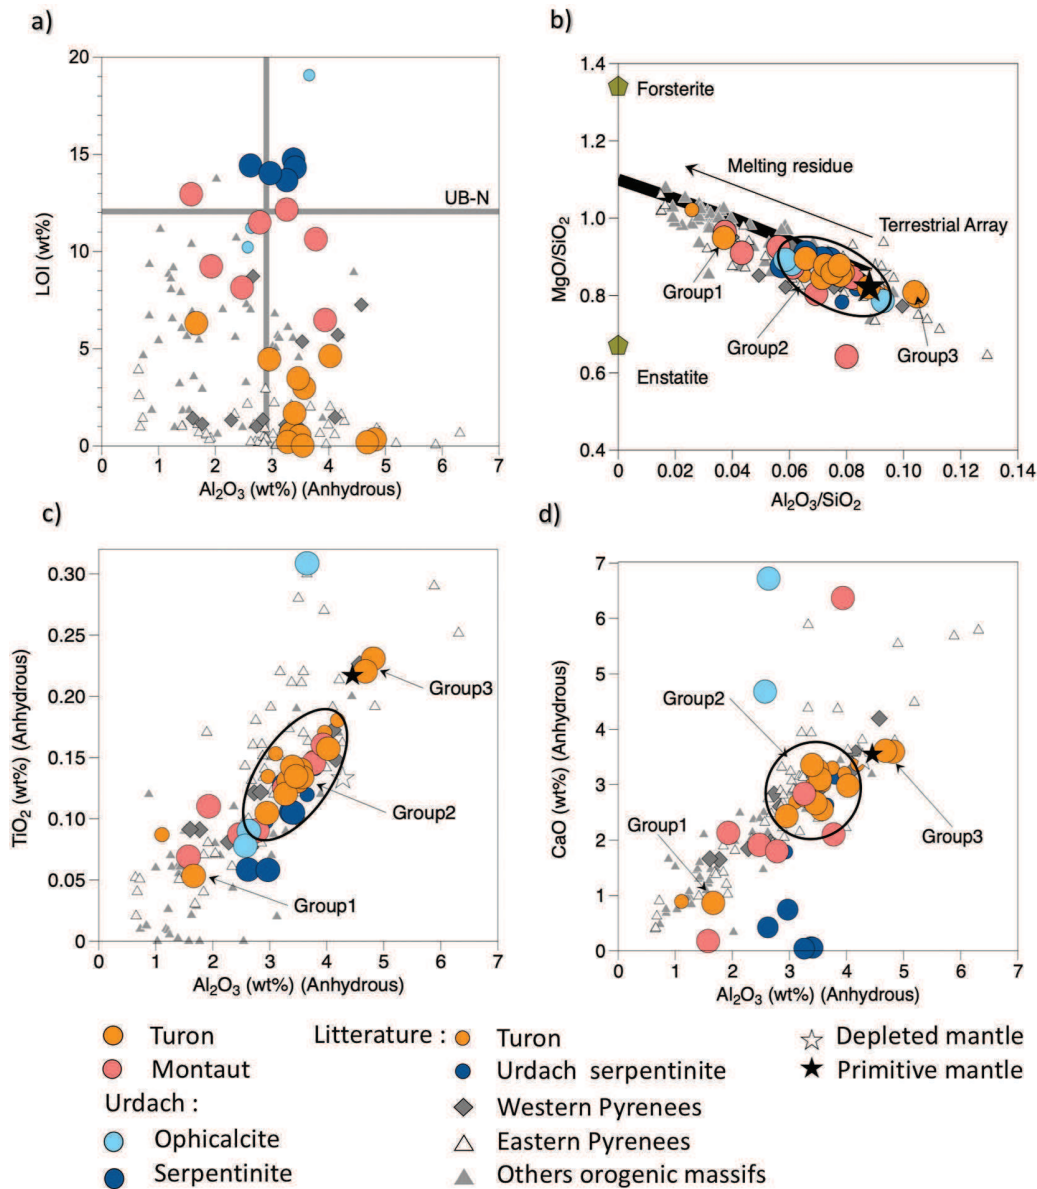 a)
20
15
10
5
0
LOI (wt%)
UB-N
0 1 2 3 4 5 6 7
Al2O3 (wt%) (Anhydrous)
b)
1.4
1.2
1.0
0.8
0.6
0.4
MgO/SiO2
Forsterite
Melting residue
Terrestrial Array
Group1
Group2
Group3
Enstatite
0 0.02 0.04 0.06 0.08 0.10 0.12 0.14
Al2O3/SiO2
c)
0.30
0.25
0.20
0.15
0.10
0.05
0
TiO2 (wt%) (Anhydrous)
Group3
Group2
Group1
0 1 2 3 4 5 6 7
Al2O3 (wt%) (Anhydrous)
d)
7
6
5
4
3
2
1
0
CaO (wt%) (Anhydrous)
Group2
Group1
Group3
0 1 2 3 4 5 6 7
Al2O3 (wt%) (Anhydrous)
Turon
Montaut
Urdach :
Ophicalcite
Serpentinite
Litterature :
Turon
Urdach serpentinite
Western Pyrenees
Eastern Pyrenees
Others orogenic massifs
Depleted mantle
Primitive mantle